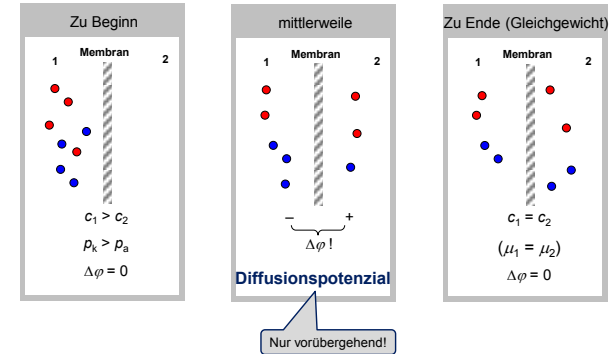 Zu Beginn
Membran
1
2
c₁ > c₂
pₖ > pₐ
Δφ = 0
mittlerweile
Membran
1
2
– +
Δφ !
Diffusionspotenzial
Nur vorübergehend!
Zu Ende (Gleichgewicht)
Membran
1
2
c₁ = c₂
(μ₁ = μ₂)
Δφ = 0